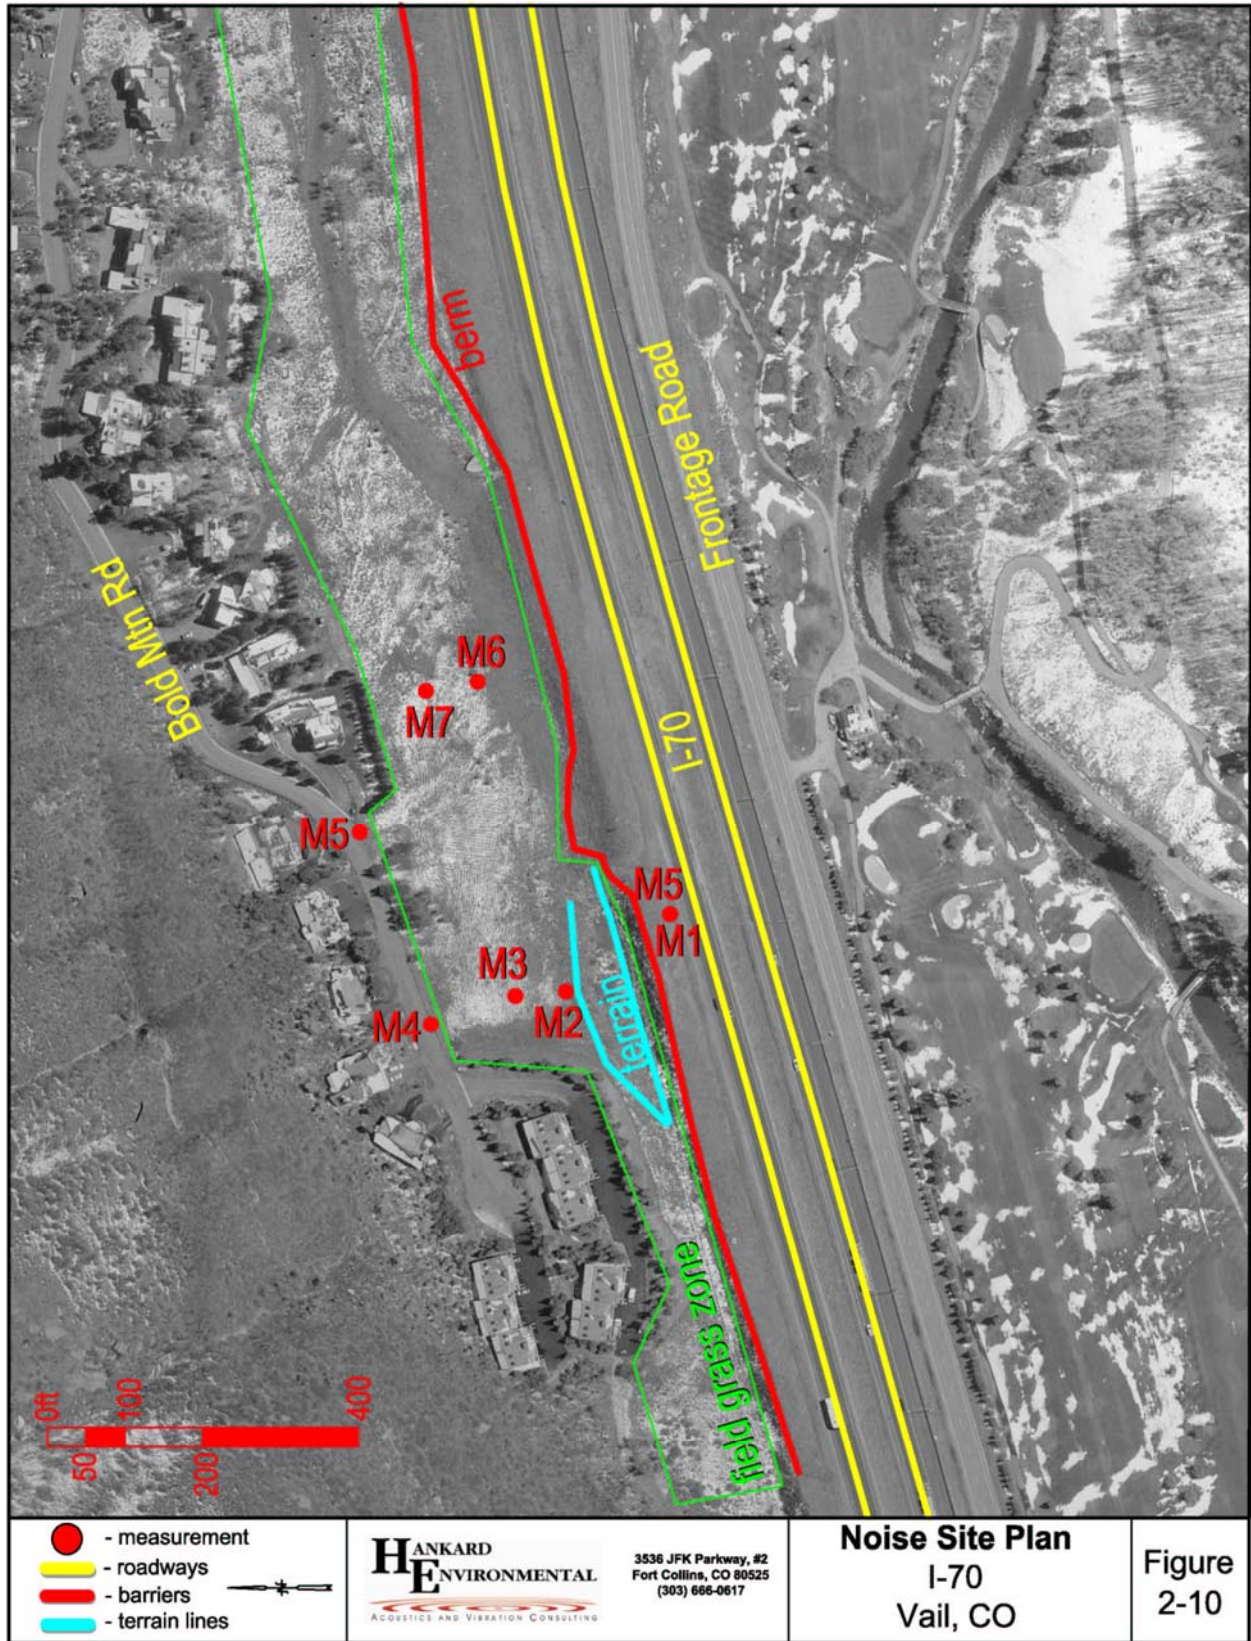 berm
Frontage Road
Bold Mtn Rd
M6
M7
I-70
M5
M5
M1
M3
M2
M4
terrain
field grass zone
0ft
100
400
50
200
- measurement
- roadways
- barriers
- terrain lines
HANKARD
ENVIRONMENTAL
ACOUSTICS AND VIBRATION CONSULTING
3536 JFK Parkway, #2
Fort Collins, CO 80525
(303) 666-0617
Noise Site Plan
I-70
Vail, CO
Figure
2-10